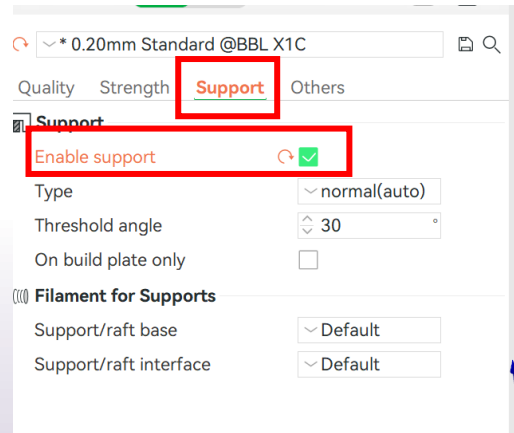 * 0.20mm Standard @BBL X1C
Quality Strength Support Others
Support
Enable support
Type normal(auto)
Threshold angle 30 °
On build plate only
Filament for Supports
Support/raft base Default
Support/raft interface Default